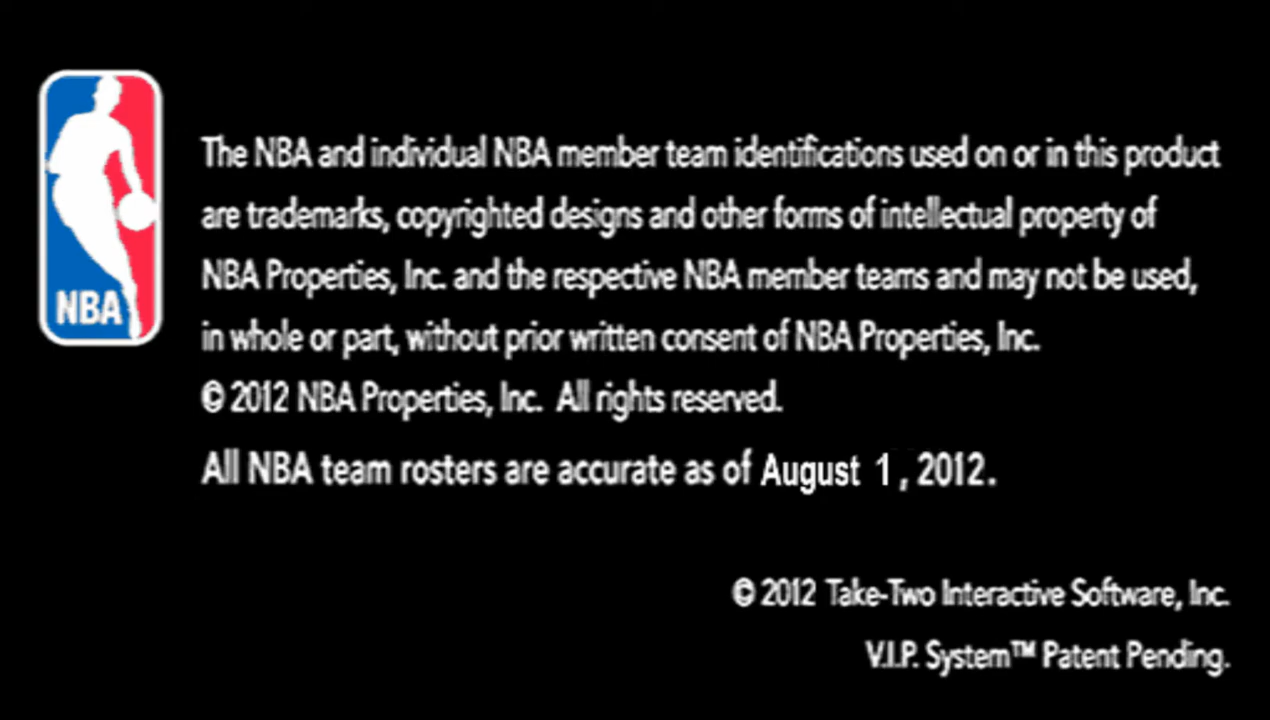 NBA
The NBA and individual NBA member team identifications used on or in this product
are trademarks, copyrighted designs and other forms of intellectual property of
NBA Properties, Inc. and the respective NBA member teams and may not be used,
in whole or part, without prior written consent of NBA Properties, Inc.
© 2012 NBA Properties, Inc. All rights reserved.
All NBA team rosters are accurate as of August 1, 2012.
© 2012 Take-Two Interactive Software, Inc.
V.I.P. System™ Patent Pending.